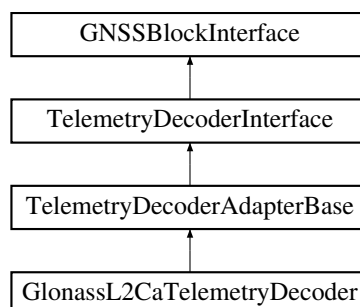 GNSSBlockInterface
TelemetryDecoderInterface
TelemetryDecoderAdapterBase
GlonassL2CaTelemetryDecoder